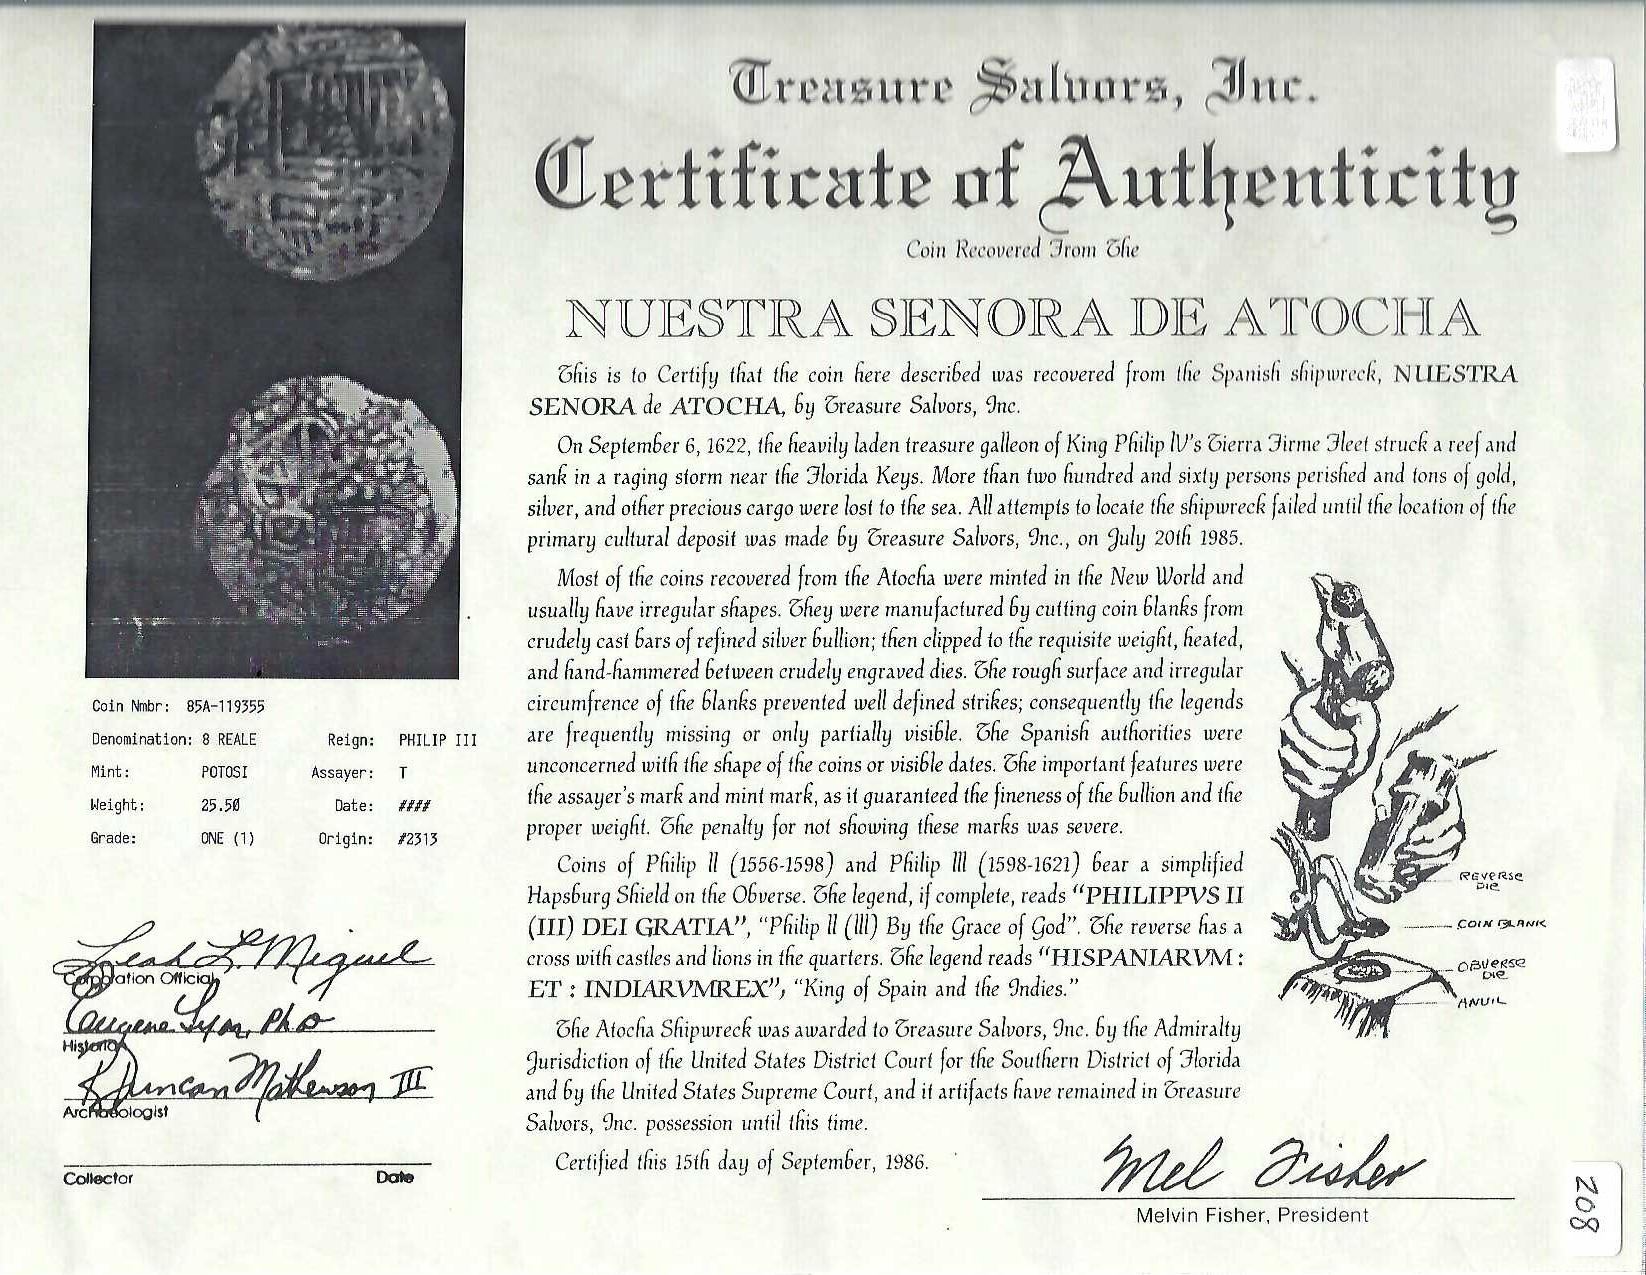 Treasure Salvors, Inc.
Certificate of Authenticity
Coin Recovered From The
NUESTRA SENORA DE ATOCHA
This is to Certify that the coin here described was recovered from the Spanish shipwreck, NUESTRA
SENORA de ATOCHA, by Treasure Salvors, Inc.
On September 6, 1622, the heavily laden treasure galleon of King Philip IV's Tierra Firme Fleet struck a reef and
sank in a raging storm near the Florida Keys. More than two hundred and sixty persons perished and tons of gold,
silver, and other precious cargo were lost to the sea. All attempts to locate the shipwreck failed until the location of the
primary cultural deposit was made by Treasure Salvors, Inc., on July 20th 1985.
Most of the coins recovered from the Atocha were minted in the New World and
usually have irregular shapes. They were manufactured by cutting coin blanks from
crudely cast bars of refined silver bullion; then clipped to the requisite weight, heated,
and hand-hammered between crudely engraved dies. The rough surface and irregular
circumfrence of the blanks prevented well defined strikes; consequently the legends
are frequently missing or only partially visible. The Spanish authorities were
unconcerned with the shape of the coins or visible dates. The important features were
the assayer's mark and mint mark, as it guaranteed the fineness of the bullion and the
proper weight. The penalty for not showing these marks was severe.
Coins of Philip II (1556-1598) and Philip III (1598-1621) bear a simplified
Hapsburg Shield on the Obverse. The legend, if complete, reads "PHILIPPVS II
(III) DEI GRATIA", "Philip II (III) By the Grace of God". The reverse has a
cross with castles and lions in the quarters. The legend reads "HISPANIARVM :
ET : INDIARVMREX", "King of Spain and the Indies."
The Atocha Shipwreck was awarded to Treasure Salvors, Inc. by the Admiralty
Jurisdiction of the United States District Court for the Southern District of Florida
and by the United States Supreme Court, and it artifacts have remained in Treasure
Salvors, Inc. possession until this time.
Certified this 15th day of September, 1986.
Mel Fisher
Melvin Fisher, President
REVERSE
DIE
COIN BLANK
OBVERSE
DIE
ANVIL
Coin Nmbr: 85A-119355
Denomination: 8 REALE Reign: PHILIP III
Mint: POTOSI Assayer: T
Weight: 25.50 Date: ####
Grade: ONE (1) Origin: #2313
Leah L. Miguel
Corporation Official
Eugene Lyon, PhD
Historian
R Duncan Mathewson III
Archaeologist
Collector Date
208